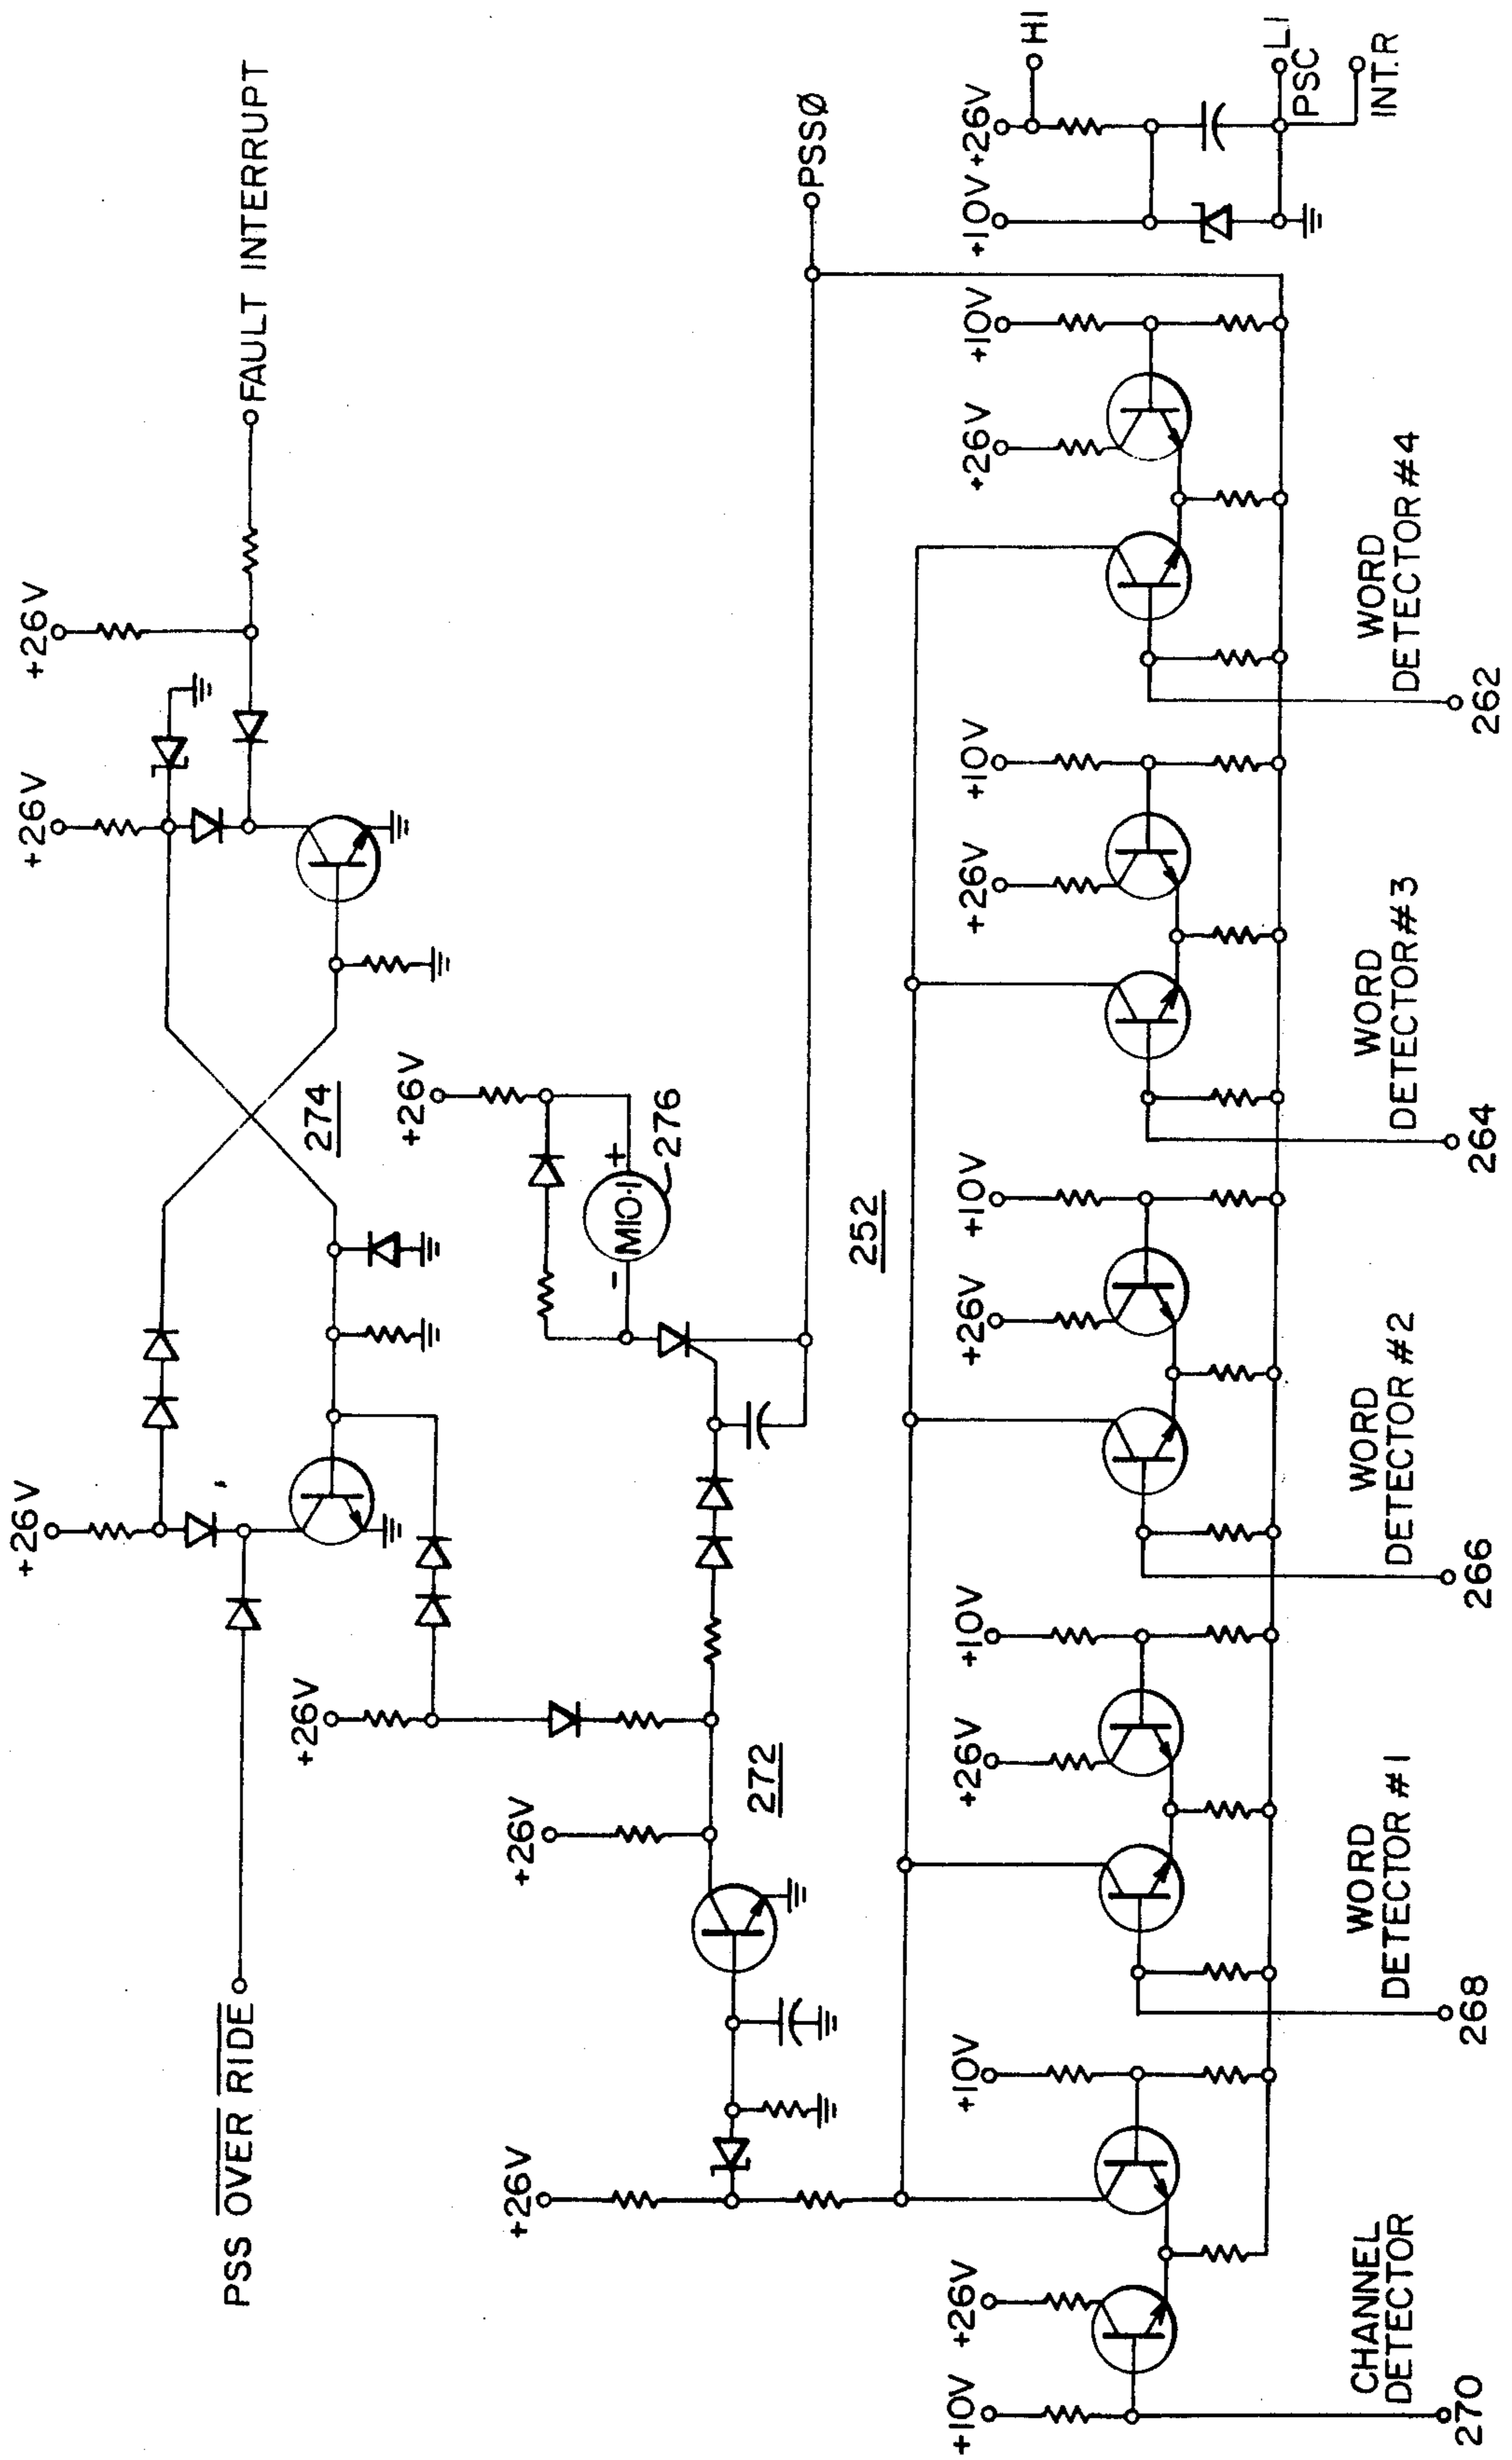 +26V
+26V
+26V
PSS OVER RIDE
FAULT INTERRUPT
+26V
274
+26V
+26V
+26V
- M10-1 +
276
272
PSSØ
252
+10V
+26V
+10V
+26V
+10V
+26V
+10V
+26V
+10V
+26V
+10V
+10V
+26V
HI
LI
PSC
INT.R
CHANNEL
DETECTOR
270
WORD
DETECTOR #1
268
WORD
DETECTOR #2
266
WORD
DETECTOR #3
264
WORD
DETECTOR #4
262